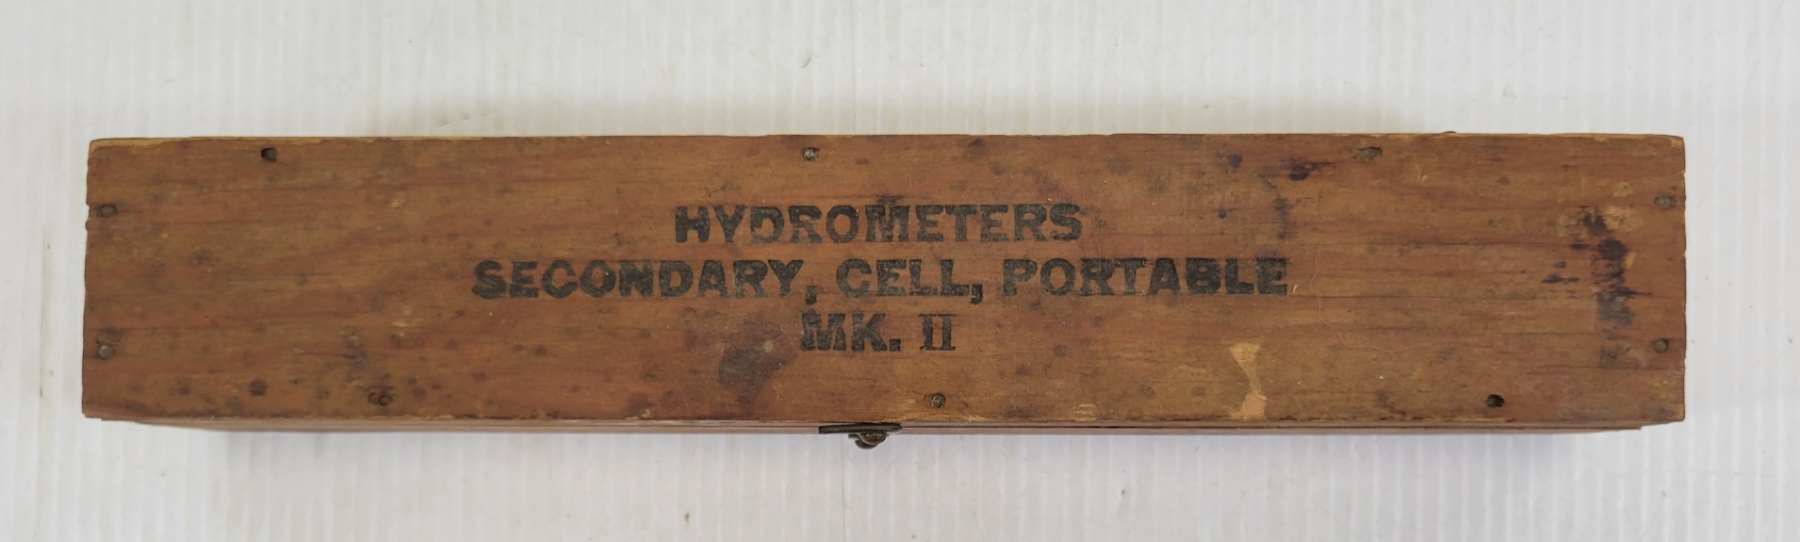 HYDROMETERS
SECONDARY, CELL, PORTABLE
MK. II